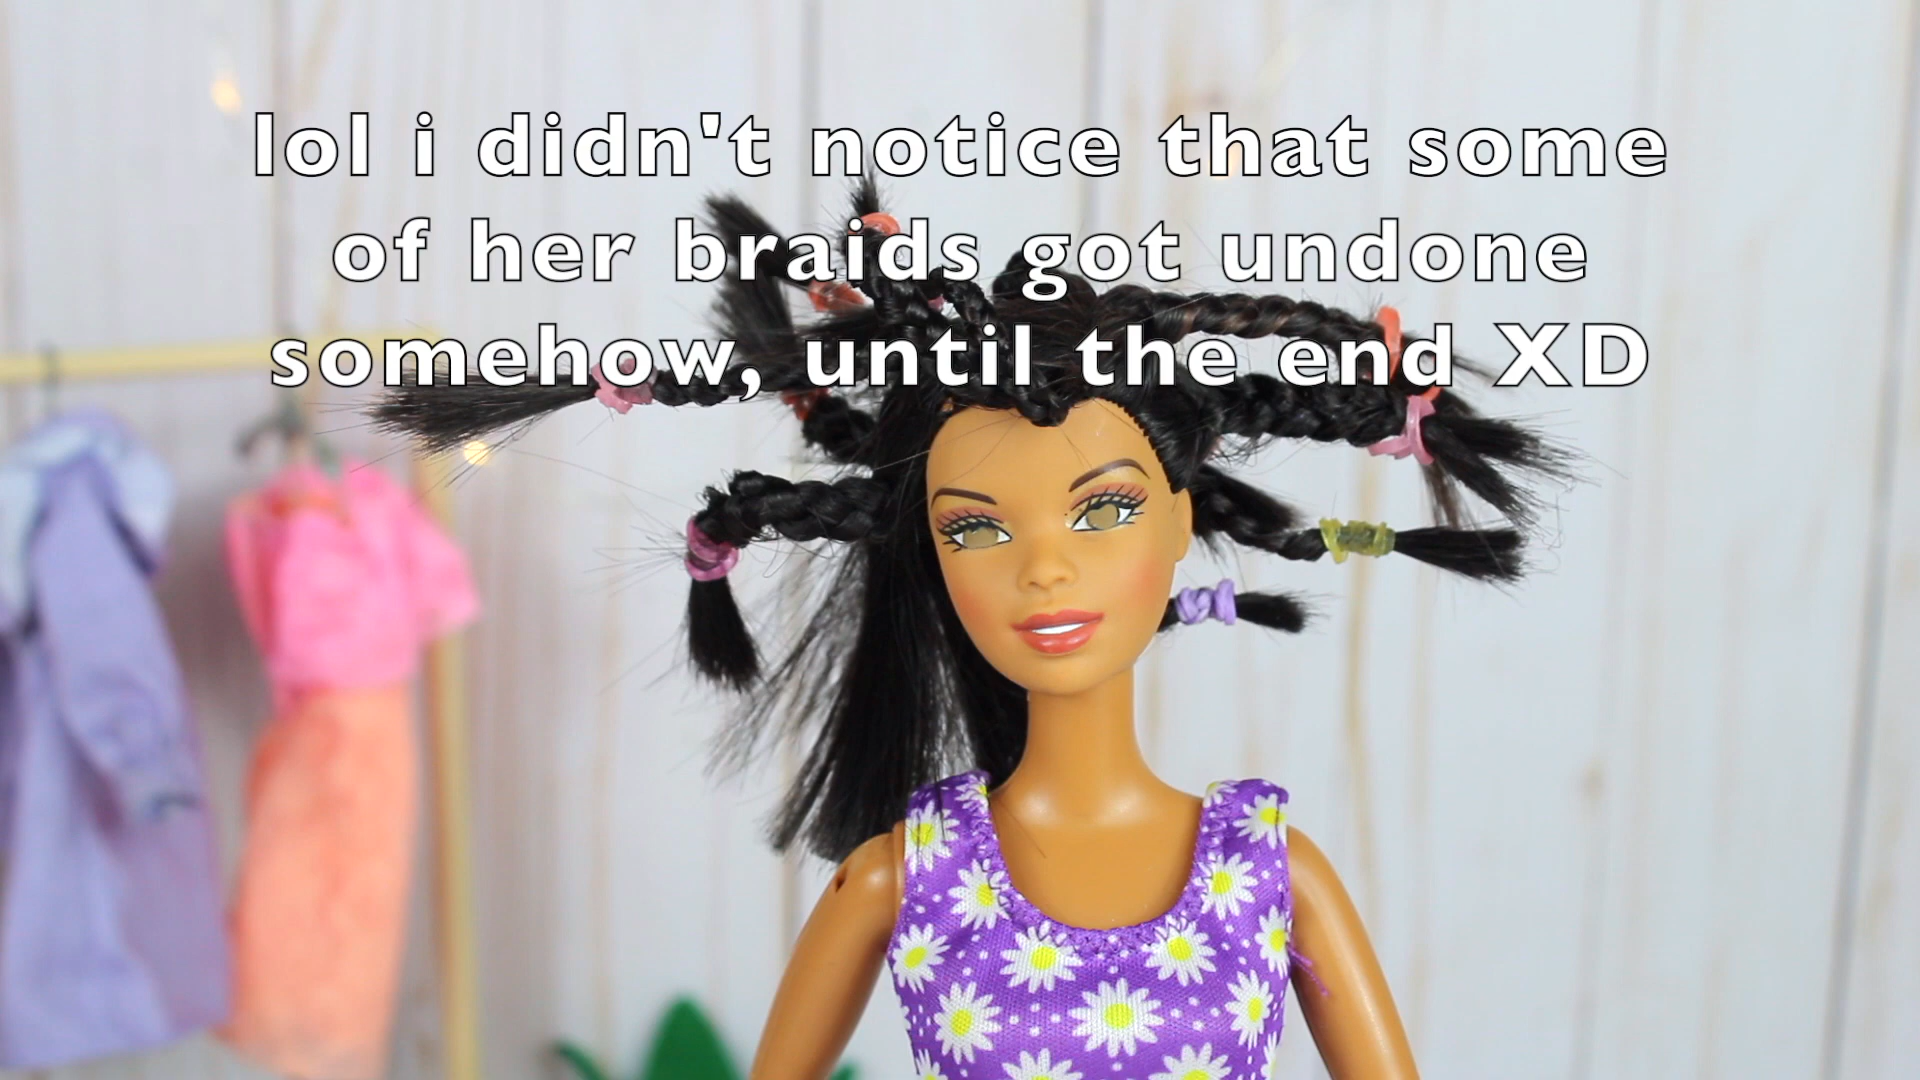 lol i didn't notice that some
of her braids got undone
somehow, until the end XD